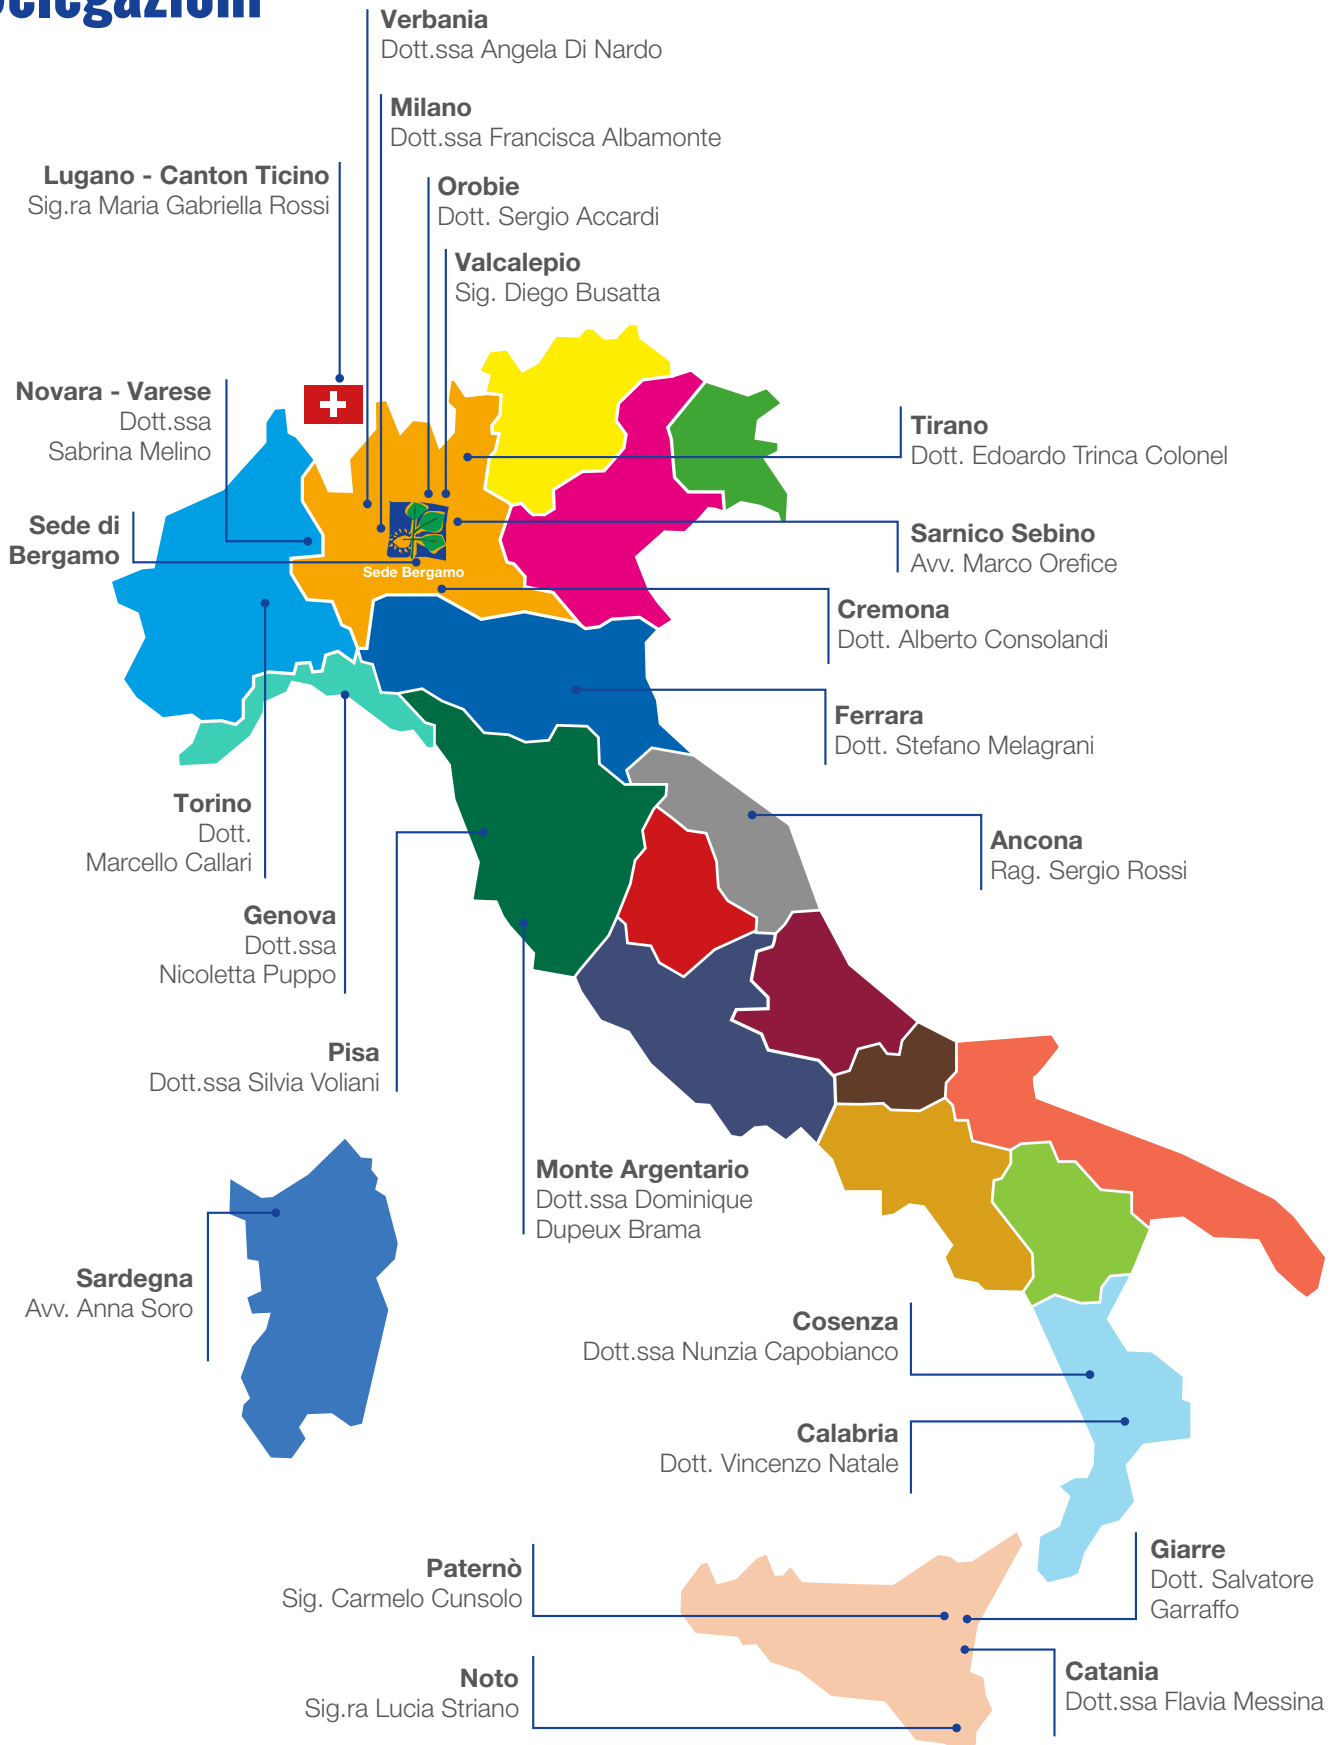 Delegazioni
Verbania
Dott.ssa Angela Di Nardo
Milano
Dott.ssa Francisca Albamonte
Lugano - Canton Ticino
Sig.ra Maria Gabriella Rossi
Orobie
Dott. Sergio Accardi
Valcalepio
Sig. Diego Busatta
Novara - Varese
Dott.ssa
Sabrina Melino
Tirano
Dott. Edoardo Trinca Colonel
Sede di
Bergamo
Sarnico Sebino
Avv. Marco Orefice
Sede Bergamo
Cremona
Dott. Alberto Consolandi
Ferrara
Dott. Stefano Melagrani
Torino
Dott.
Marcello Callari
Ancona
Rag. Sergio Rossi
Genova
Dott.ssa
Nicoletta Puppo
Pisa
Dott.ssa Silvia Voliani
Monte Argentario
Dott.ssa Dominique
Dupeux Brama
Sardegna
Avv. Anna Soro
Cosenza
Dott.ssa Nunzia Capobianco
Calabria
Dott. Vincenzo Natale
Paternò
Sig. Carmelo Cunsolo
Giarre
Dott. Salvatore
Garraffo
Noto
Sig.ra Lucia Striano
Catania
Dott.ssa Flavia Messina